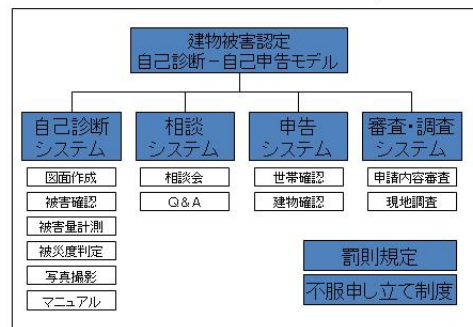 建物被害認定
自己診断－自己申告モデル
自己診断
システム
相談
システム
申告
システム
審査・調査
システム
図面作成
被害確認
被害量計測
被災度判定
写真撮影
マニュアル
相談会
Q&A
世帯確認
建物確認
申請内容審査
現地調査
罰則規定
不服申し立て制度